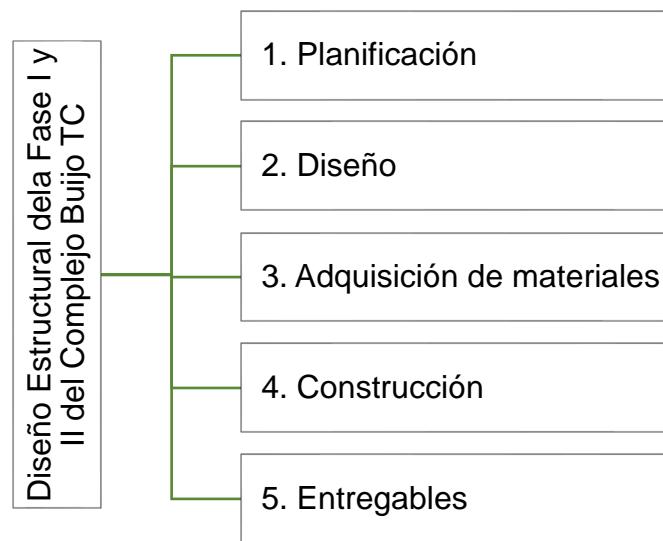 Diseño Estructural dela Fase I y
II del Complejo Buijo TC
1. Planificación
2. Diseño
3. Adquisición de materiales
4. Construcción
5. Entregables